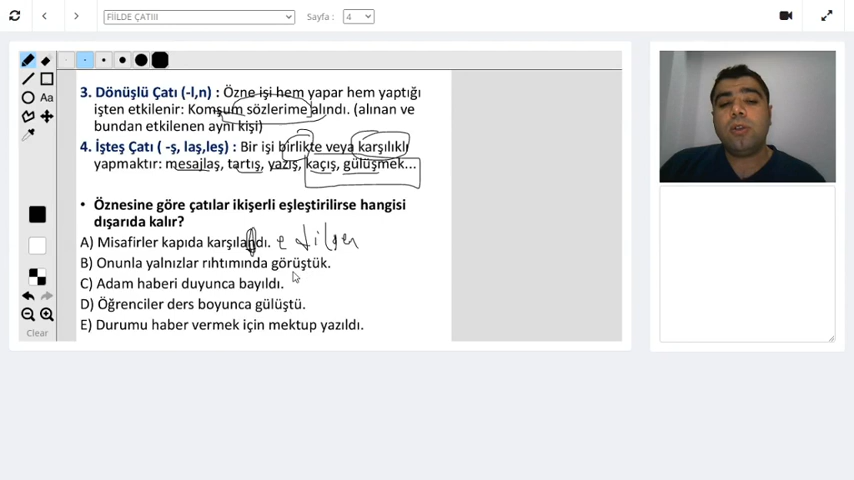 FİİLDE ÇATIII
Sayfa :
4
Aa
Clear
3. Dönüşlü Çatı (-l,n) : Özne işi hem yapar hem yaptığı
işten etkilenir: Komşum sözlerime alındı. (alınan ve
bundan etkilenen aynı kişi)
4. İşteş Çatı ( -ş, laş,leş) : Bir işi birlikte veya karşılıklı
yapmaktır: mesajlaş, tartış, yazış, kaçış, gülüşmek...
• Öznesine göre çatılar ikişerli eşleştirilirse hangisi
dışarıda kalır?
A) Misafirler kapıda karşılandı. edilgen
B) Onunla yalnızlar rıhtımında görüştük.
C) Adam haberi duyunca bayıldı.
D) Öğrenciler ders boyunca gülüştü.
E) Durumu haber vermek için mektup yazıldı.